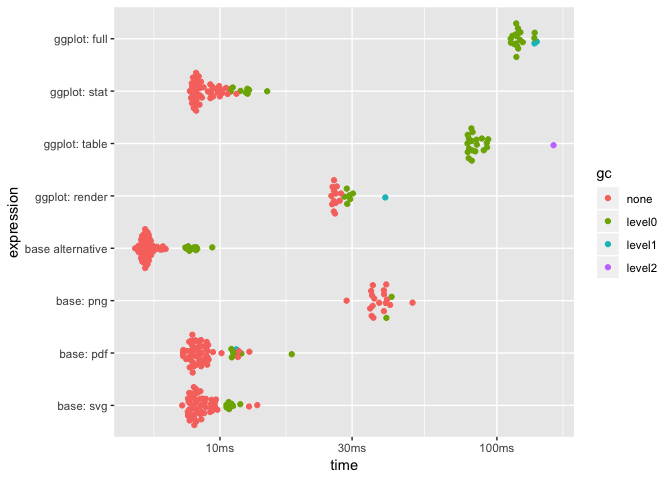 ggplot: full
ggplot: stat
ggplot: table
ggplot: render
base alternative
base: png
base: pdf
base: svg
expression
10ms
30ms
100ms
time
gc
none
level0
level1
level2